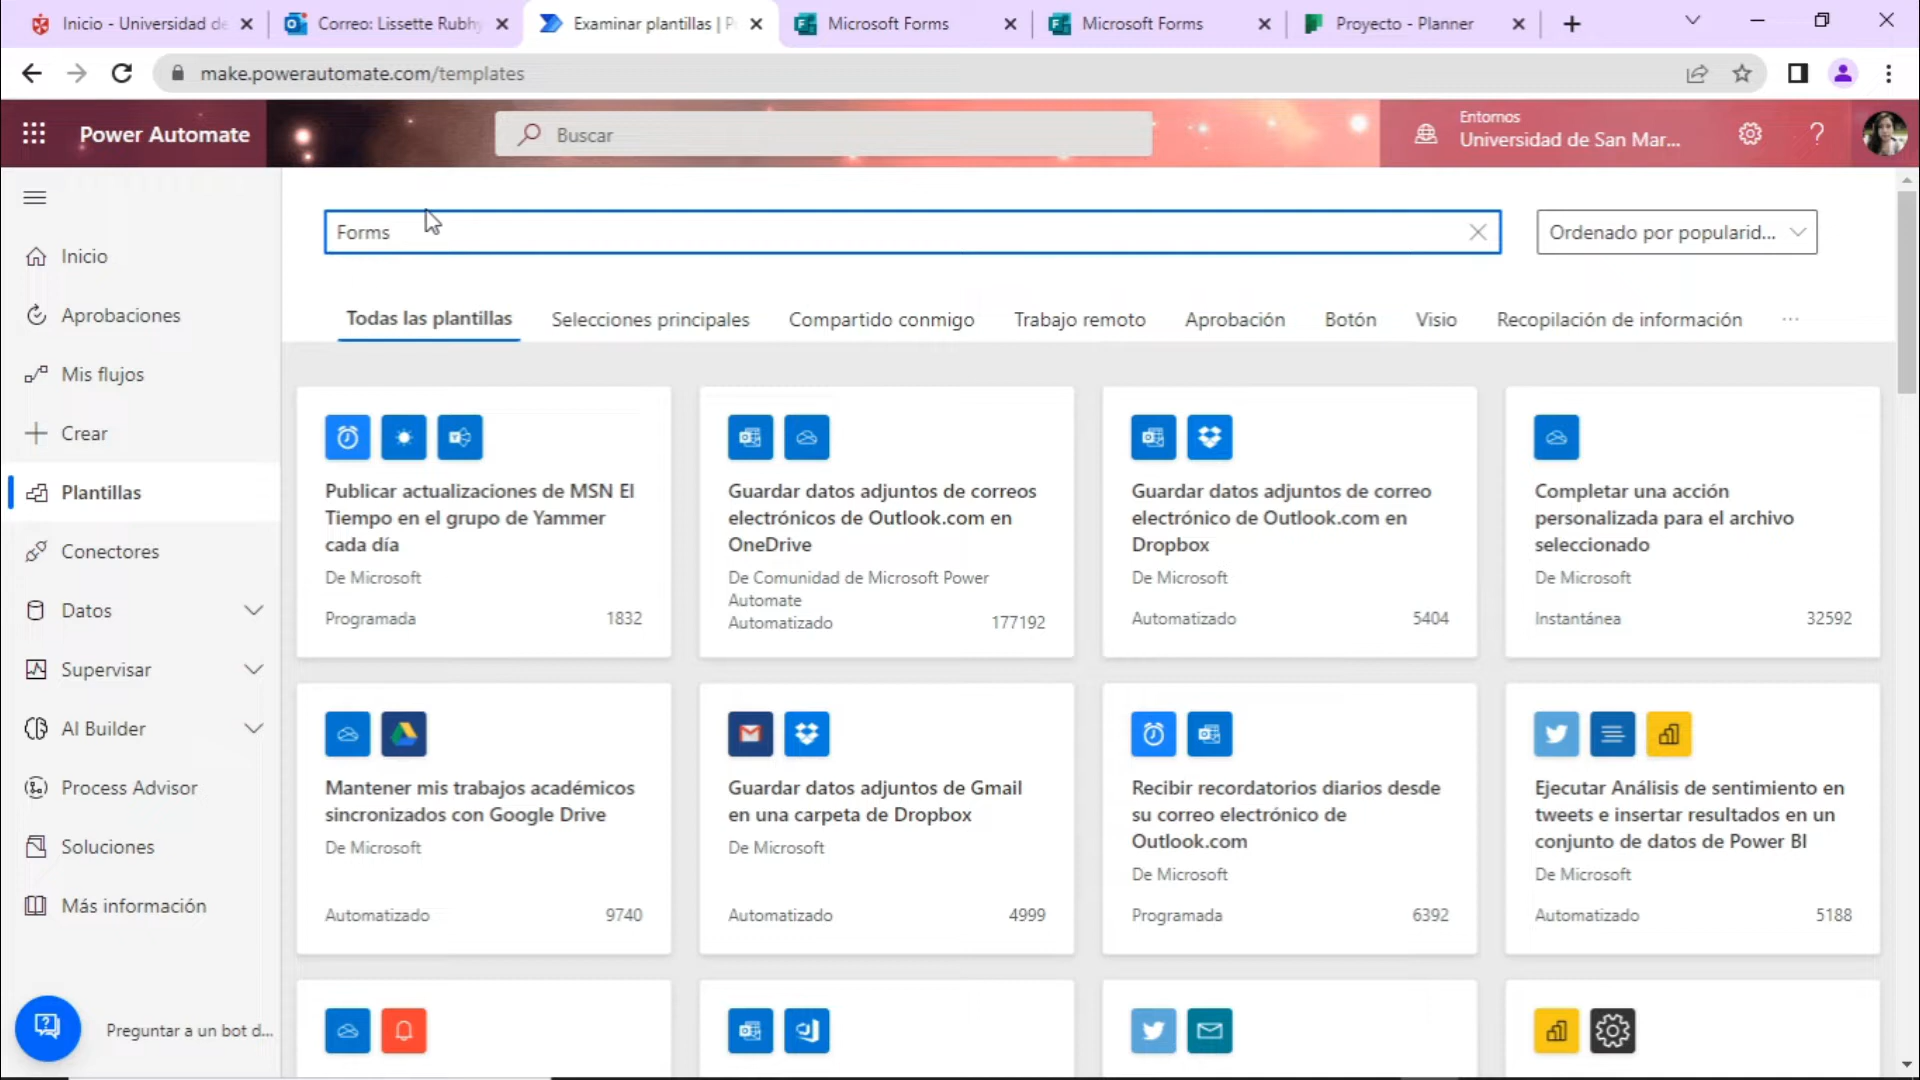 Inicio - Universidad de
Correo: Lissette Rubhy
Examinar plantillas | P
Microsoft Forms
Microsoft Forms
Proyecto - Planner
make.powerautomate.com/templates
Power Automate
Buscar
Entornos
Universidad de San Mar...
Forms
Ordenado por popularid...
Inicio
Aprobaciones
Mis flujos
Crear
Plantillas
Conectores
Datos
Supervisar
AI Builder
Process Advisor
Soluciones
Más información
Preguntar a un bot d...
Todas las plantillas
Selecciones principales
Compartido conmigo
Trabajo remoto
Aprobación
Botón
Visio
Recopilación de información
...
Publicar actualizaciones de MSN El
Tiempo en el grupo de Yammer
cada día
De Microsoft
Programada
1832
Guardar datos adjuntos de correos
electrónicos de Outlook.com en
OneDrive
De Comunidad de Microsoft Power
Automate
Automatizado
177192
Guardar datos adjuntos de correo
electrónico de Outlook.com en
Dropbox
De Microsoft
Automatizado
5404
Completar una acción
personalizada para el archivo
seleccionado
De Microsoft
Instantánea
32592
Mantener mis trabajos académicos
sincronizados con Google Drive
De Microsoft
Automatizado
9740
Guardar datos adjuntos de Gmail
en una carpeta de Dropbox
De Microsoft
Automatizado
4999
Recibir recordatorios diarios desde
su correo electrónico de
Outlook.com
De Microsoft
Programada
6392
Ejecutar Análisis de sentimiento en
tweets e insertar resultados en un
conjunto de datos de Power BI
De Microsoft
Automatizado
5188